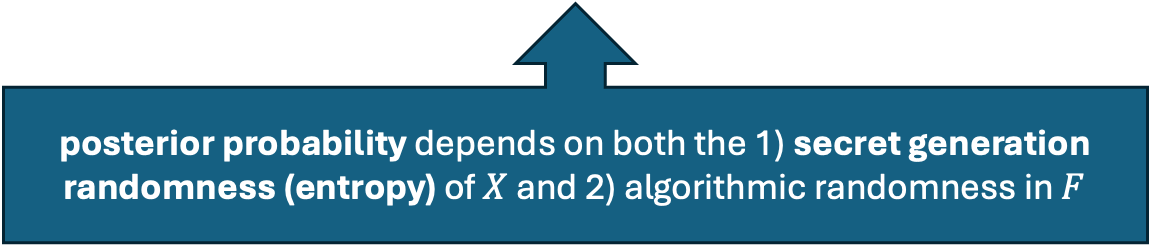 posterior probability depends on both the 1) secret generation
randomness (entropy) of X and 2) algorithmic randomness in F